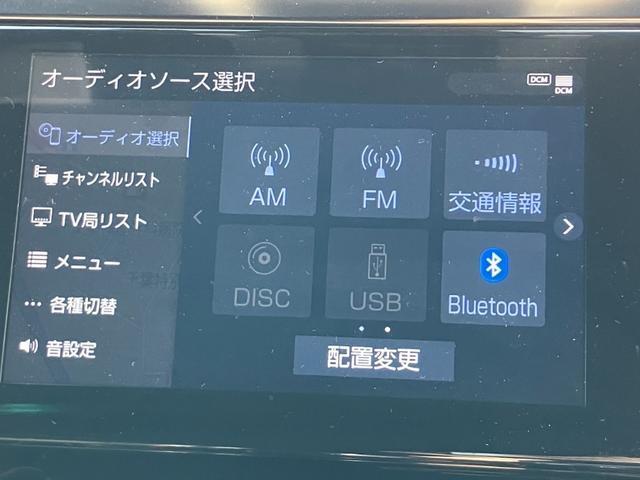 オーディオソース選択
DCM
DCM
オーディオ選択
チャンネルリスト
TV局リスト
メニュー
各種切替
音設定
AM
FM
交通情報
DISC
USB
Bluetooth
配置変更